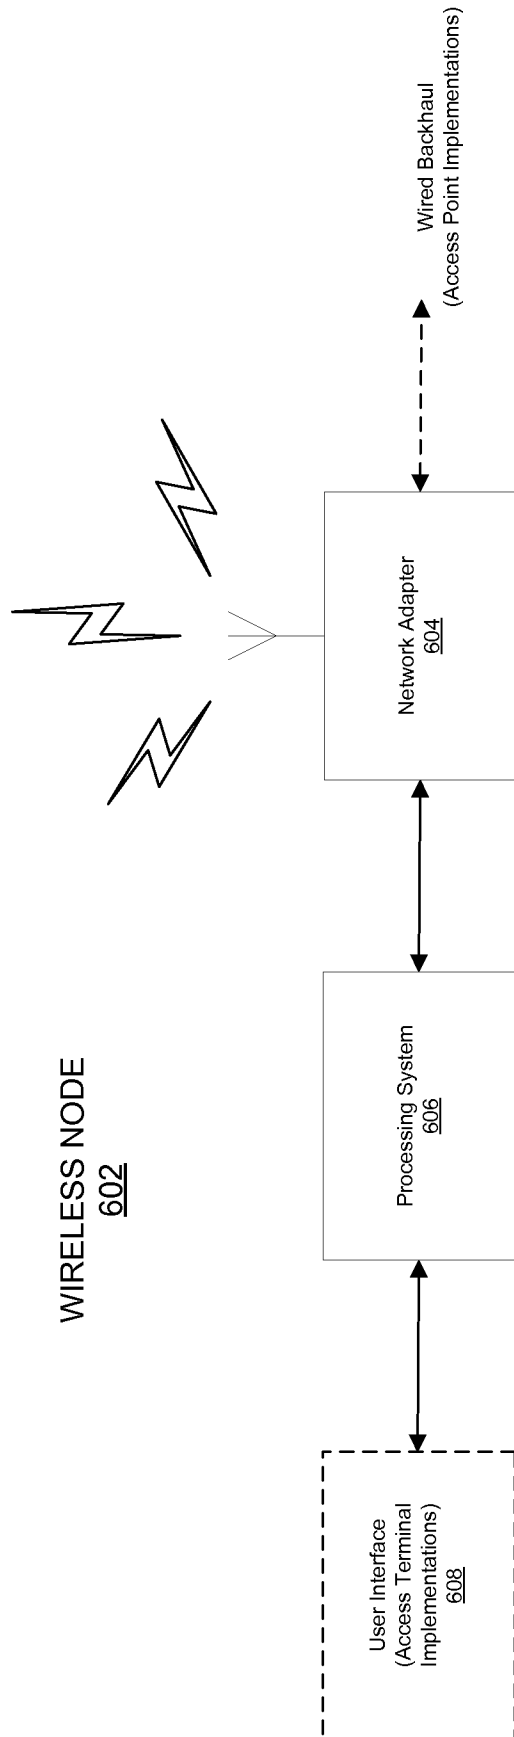 WIRELESS NODE
602
User Interface
(Access Terminal
Implementations)
608
Processing System
606
Network Adapter
604
Wired Backhaul
(Access Point Implementations)